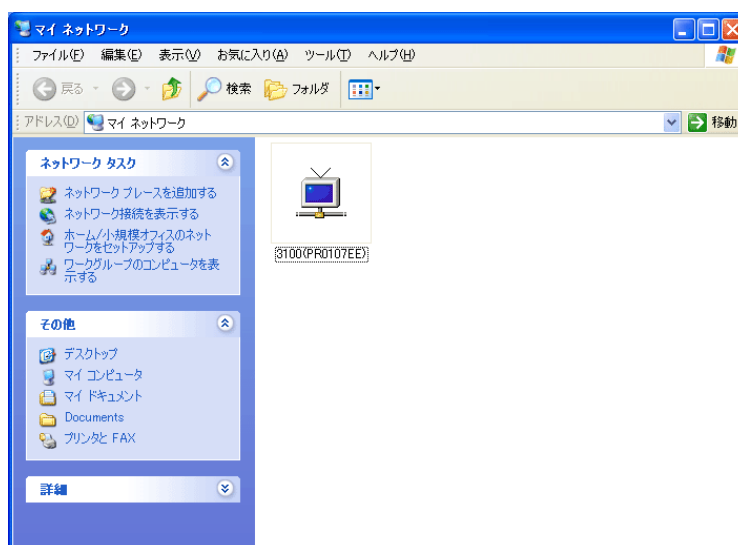 マイ ネットワーク
ファイル(F) 編集(E) 表示(V) お気に入り(A) ツール(T) ヘルプ(H)
戻る 検索 フォルダ
アドレス(D) マイ ネットワーク 移動
ネットワーク タスク
ネットワーク プレースを追加する
ネットワーク接続を表示する
ホーム/小規模オフィスのネット
ワークをセットアップする
ワークグループのコンピュータを表
示する
その他
デスクトップ
マイ コンピュータ
マイ ドキュメント
Documents
プリンタと FAX
詳細
3100(PR0107EE)